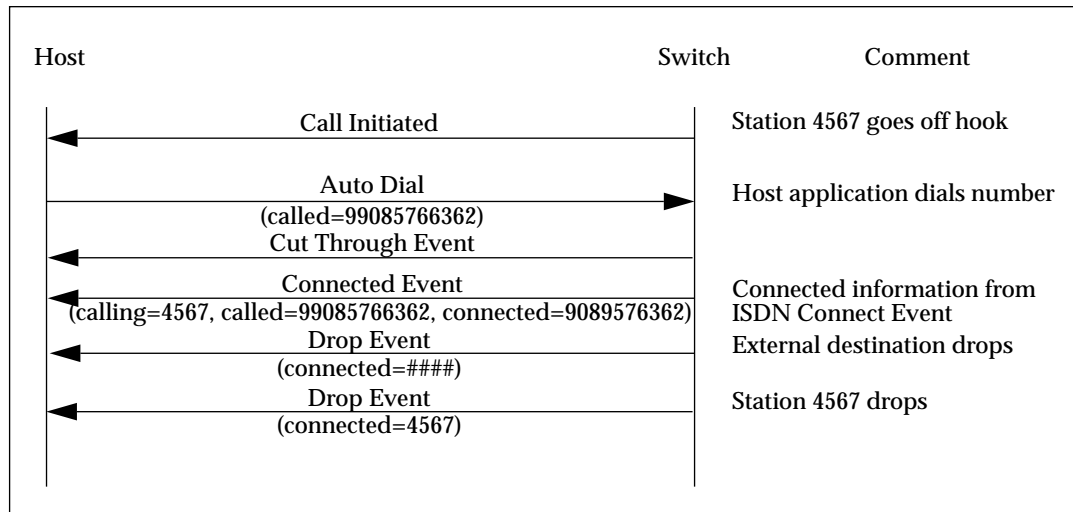 Host Switch Comment
Call Initiated Station 4567 goes off hook
Auto Dial Host application dials number
(called=99085766362)
Cut Through Event
Connected Event Connected information from
(calling=4567, called=99085766362, connected=9089576362) ISDN Connect Event
Drop Event External destination drops
(connected=####)
Drop Event Station 4567 drops
(connected=4567)